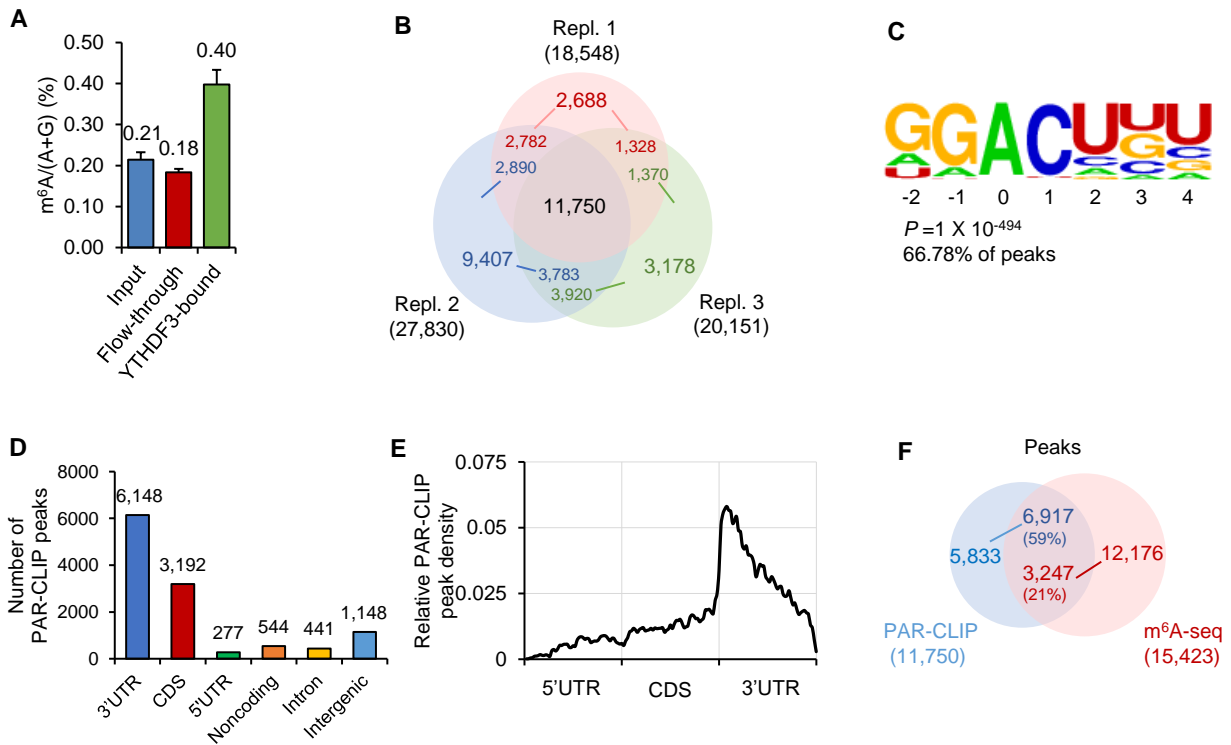 A
m⁶A/(A+G) (%)
0.50
0.40
0.30
0.20
0.10
0.00
0.21
0.18
0.40
Input
Flow-through
YTHDF3-bound
B
Repl. 1
(18,548)
2,688
2,782
1,328
2,890
1,370
11,750
9,407
3,783
3,920
3,178
Repl. 2
(27,830)
Repl. 3
(20,151)
C
GGACUUU
AAUCGC
UCCG
AAA
-2 -1 0 1 2 3 4
P =1 X 10⁻⁴⁹⁴
66.78% of peaks
D
Number of
PAR-CLIP peaks
8000
6000
4000
2000
0
6,148
3,192
277
544
441
1,148
3'UTR
CDS
5'UTR
Noncoding
Intron
Intergenic
E
Relative PAR-CLIP
peak density
0.075
0.05
0.025
0
5'UTR CDS 3'UTR
F
Peaks
6,917
(59%)
5,833
12,176
3,247
(21%)
PAR-CLIP
(11,750)
m⁶A-seq
(15,423)